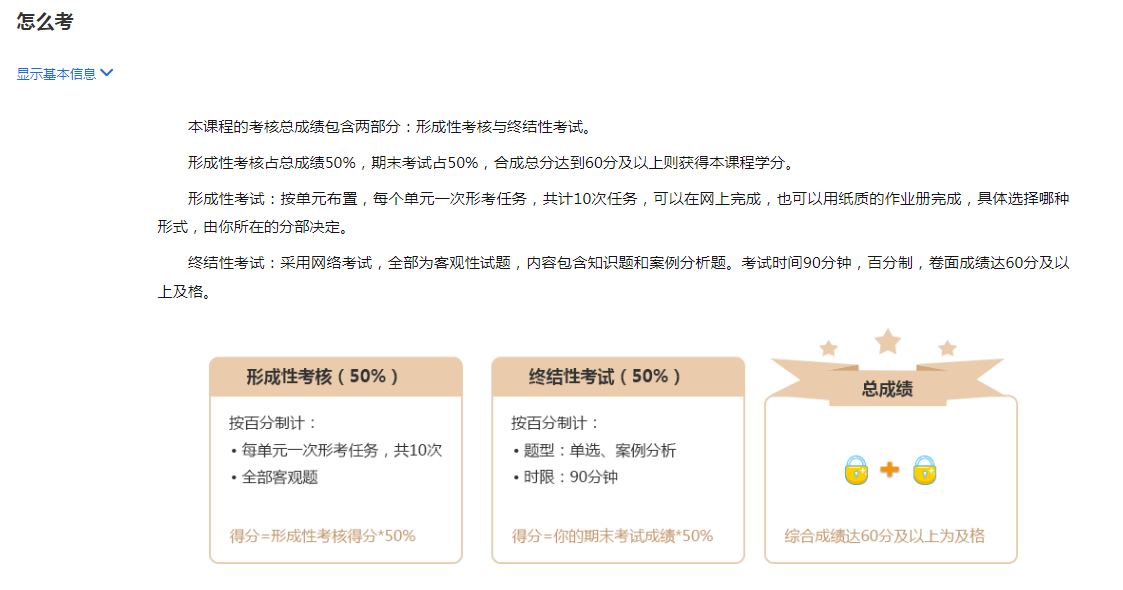 怎么考
显示基本信息
本课程的考核总成绩包含两部分：形成性考核与终结性考试。
形成性考核占总成绩50%，期末考试占50%，合成总分达到60分及以上则获得本课程学分。
形成性考试：按单元布置，每个单元一次形考任务，共计10次任务，可以在网上完成，也可以用纸质的作业册完成，具体选择哪种
形式，由你所在的分部决定。
终结性考试：采用网络考试，全部为客观性试题，内容包含知识题和案例分析题。考试时间90分钟，百分制，卷面成绩达60分及以
上及格。
形成性考核（50%）
按百分制计：
• 每单元一次形考任务，共10次
• 全部客观题
得分=形成性考核得分*50%
终结性考试（50%）
按百分制计：
• 题型：单选、案例分析
• 时限：90分钟
得分=你的期末考试成绩*50%
总成绩
综合成绩达60分及以上为及格